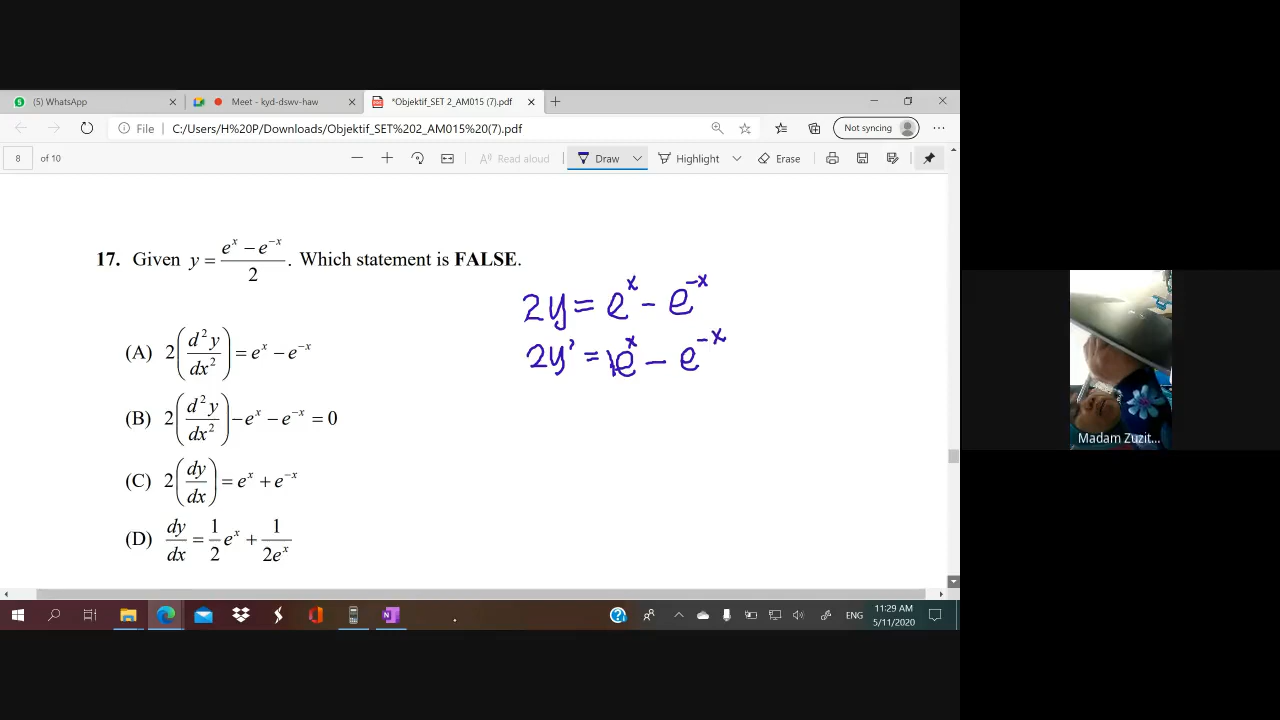 (5) WhatsApp
Meet - kyd-dswv-haw
*Objektif_SET 2_AM015 (7).pdf
File C:/Users/H%20P/Downloads/Objektif_SET%202_AM015%20(7).pdf
Not syncing
8 of 10
Read aloud
Draw
Highlight
Erase
17. Given y = (e^x − e^−x)/2. Which statement is FALSE.
2y = e^x − e^−x
2y' = e^x − e^−x
(A) 2(d²y/dx²) = e^x − e^−x
(B) 2(d²y/dx²) − e^x − e^−x = 0
(C) 2(dy/dx) = e^x + e^−x
(D) dy/dx = 1/2 e^x + 1/(2e^x)
Madam Zuzit...
ENG
11:29 AM
5/11/2020